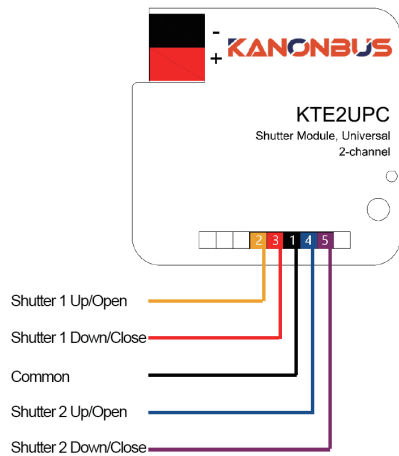 -
+ KANONBUS
KTE2UPC
Shutter Module, Universal
2-channel
2 3 1 4 5
Shutter 1 Up/Open
Shutter 1 Down/Close
Common
Shutter 2 Up/Open
Shutter 2 Down/Close